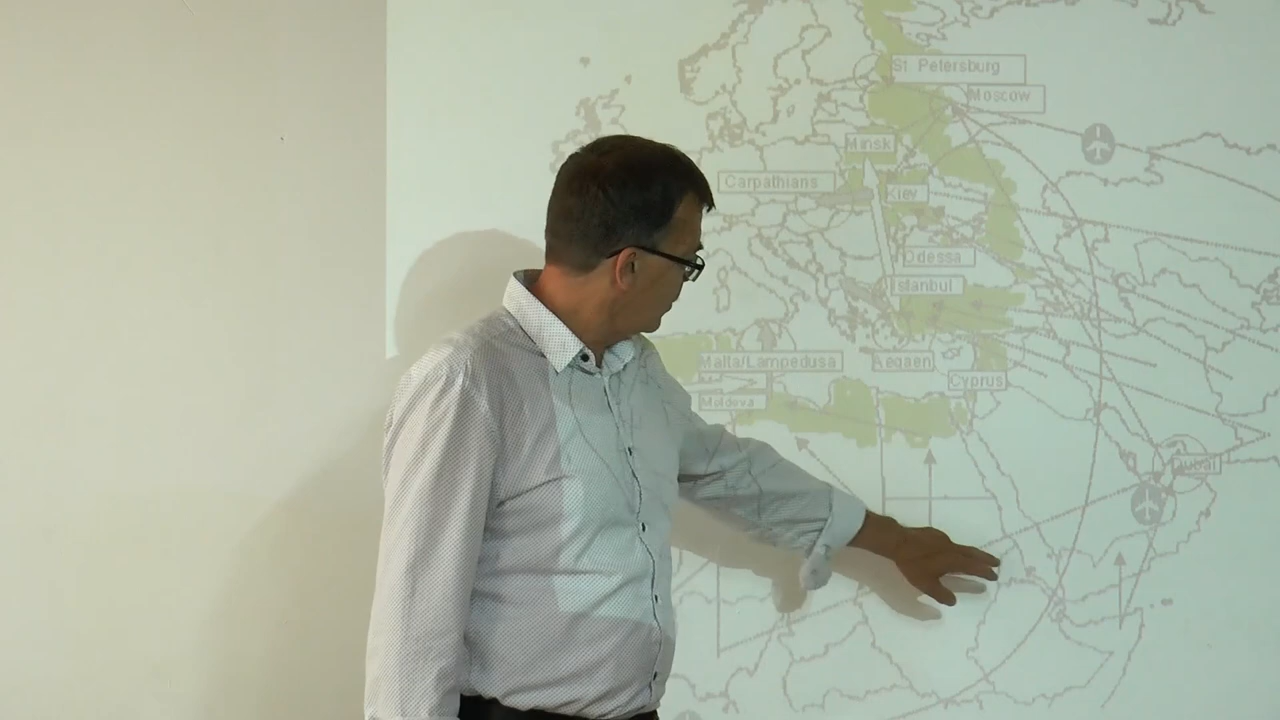 St Petersburg
Moscow
Minsk
Carpathians
Kiev
Odessa
Istanbul
Malta/Lampedusa
Aegaen
Cyprus
Moldova
Dubai